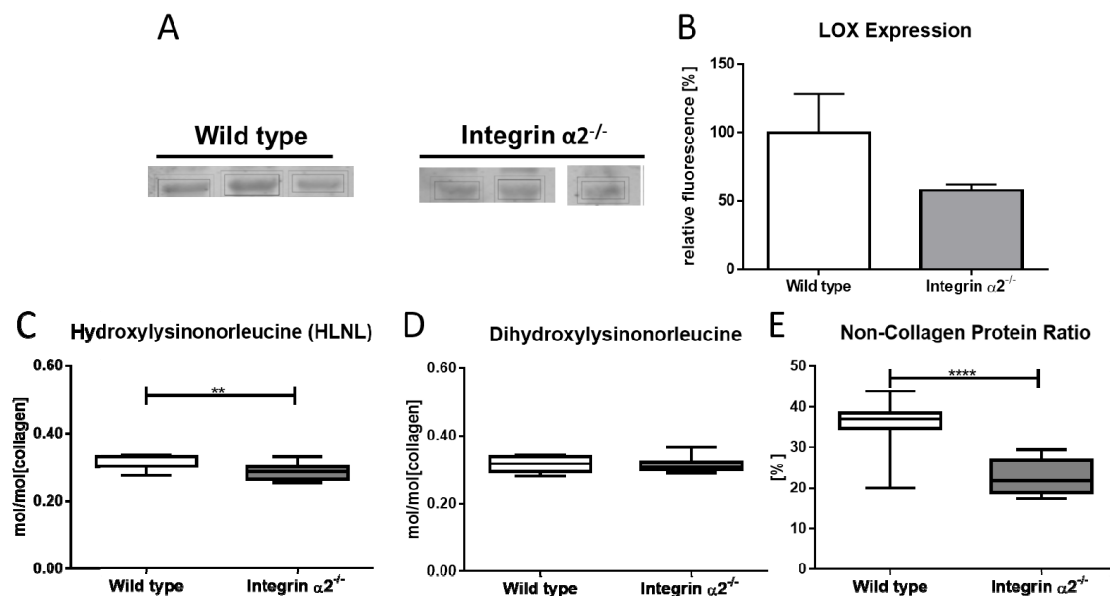 A
Wild type
Integrin α2-/-
B
LOX Expression
relative fluorescence [%]
150
100
50
0
Wild type
Integrin α2-/-
C
Hydroxylysinonorleucine (HLNL)
mol/mol[collagen]
0.60
0.40
0.20
0.00
**
Wild type
Integrin α2-/-
D
Dihydroxylysinonorleucine
mol/mol[collagen]
0.60
0.40
0.20
0.00
Wild type
Integrin α2-/-
E
Non-Collagen Protein Ratio
[%]
50
40
30
20
10
0
****
Wild type
Integrin α2-/-